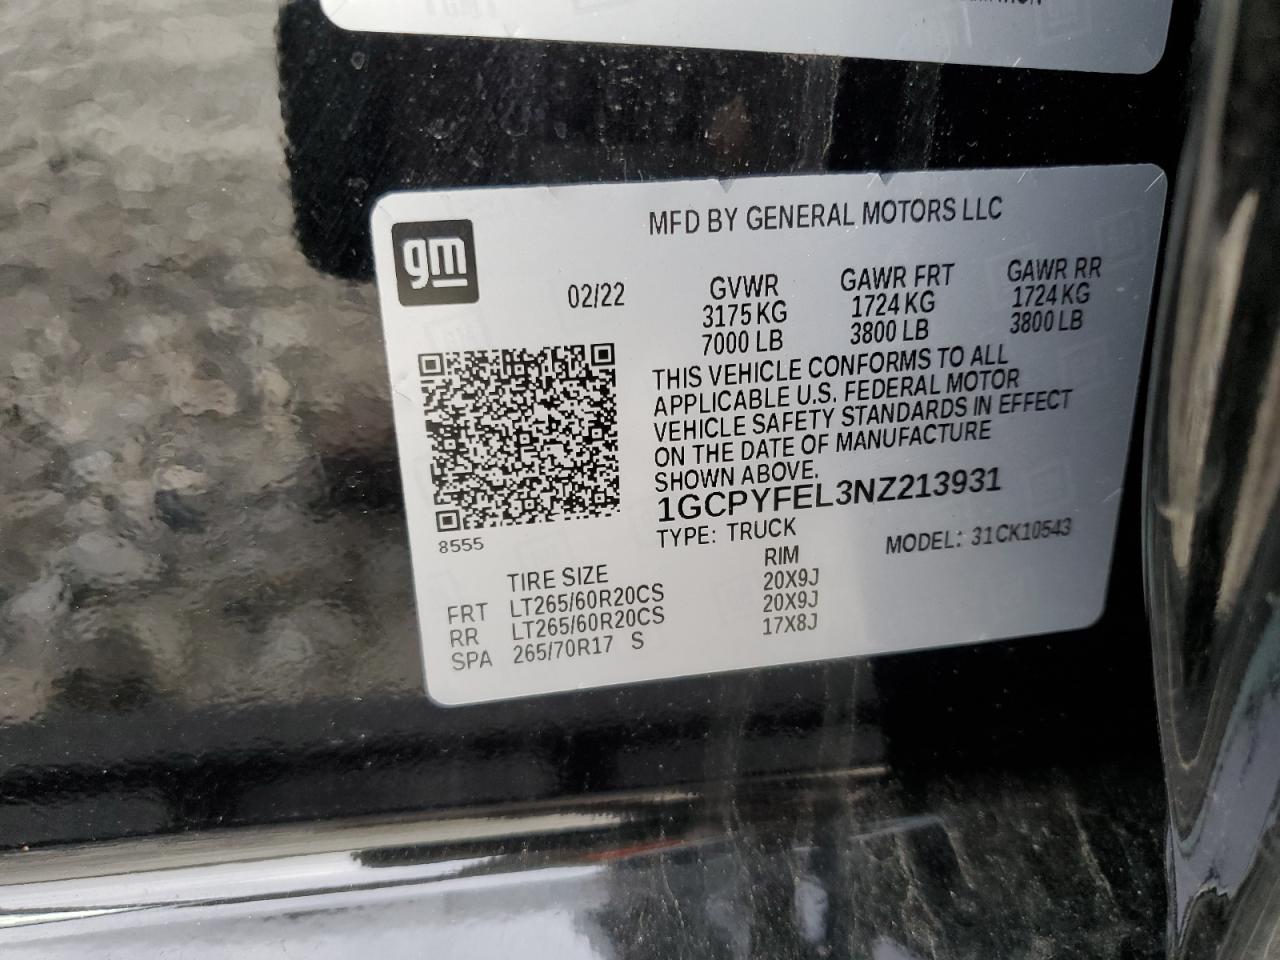 MFD BY GENERAL MOTORS LLC
gm
02/22
GVWR GAWR FRT GAWR RR
3175 KG 1724 KG 1724 KG
7000 LB 3800 LB 3800 LB
THIS VEHICLE CONFORMS TO ALL
APPLICABLE U.S. FEDERAL MOTOR
VEHICLE SAFETY STANDARDS IN EFFECT
ON THE DATE OF MANUFACTURE
SHOWN ABOVE.
1GCPYFEL3NZ213931
8555
TYPE: TRUCK MODEL: 31CK10543
TIRE SIZE RIM
FRT LT265/60R20CS 20X9J
RR LT265/60R20CS 20X9J
SPA 265/70R17 S 17X8J